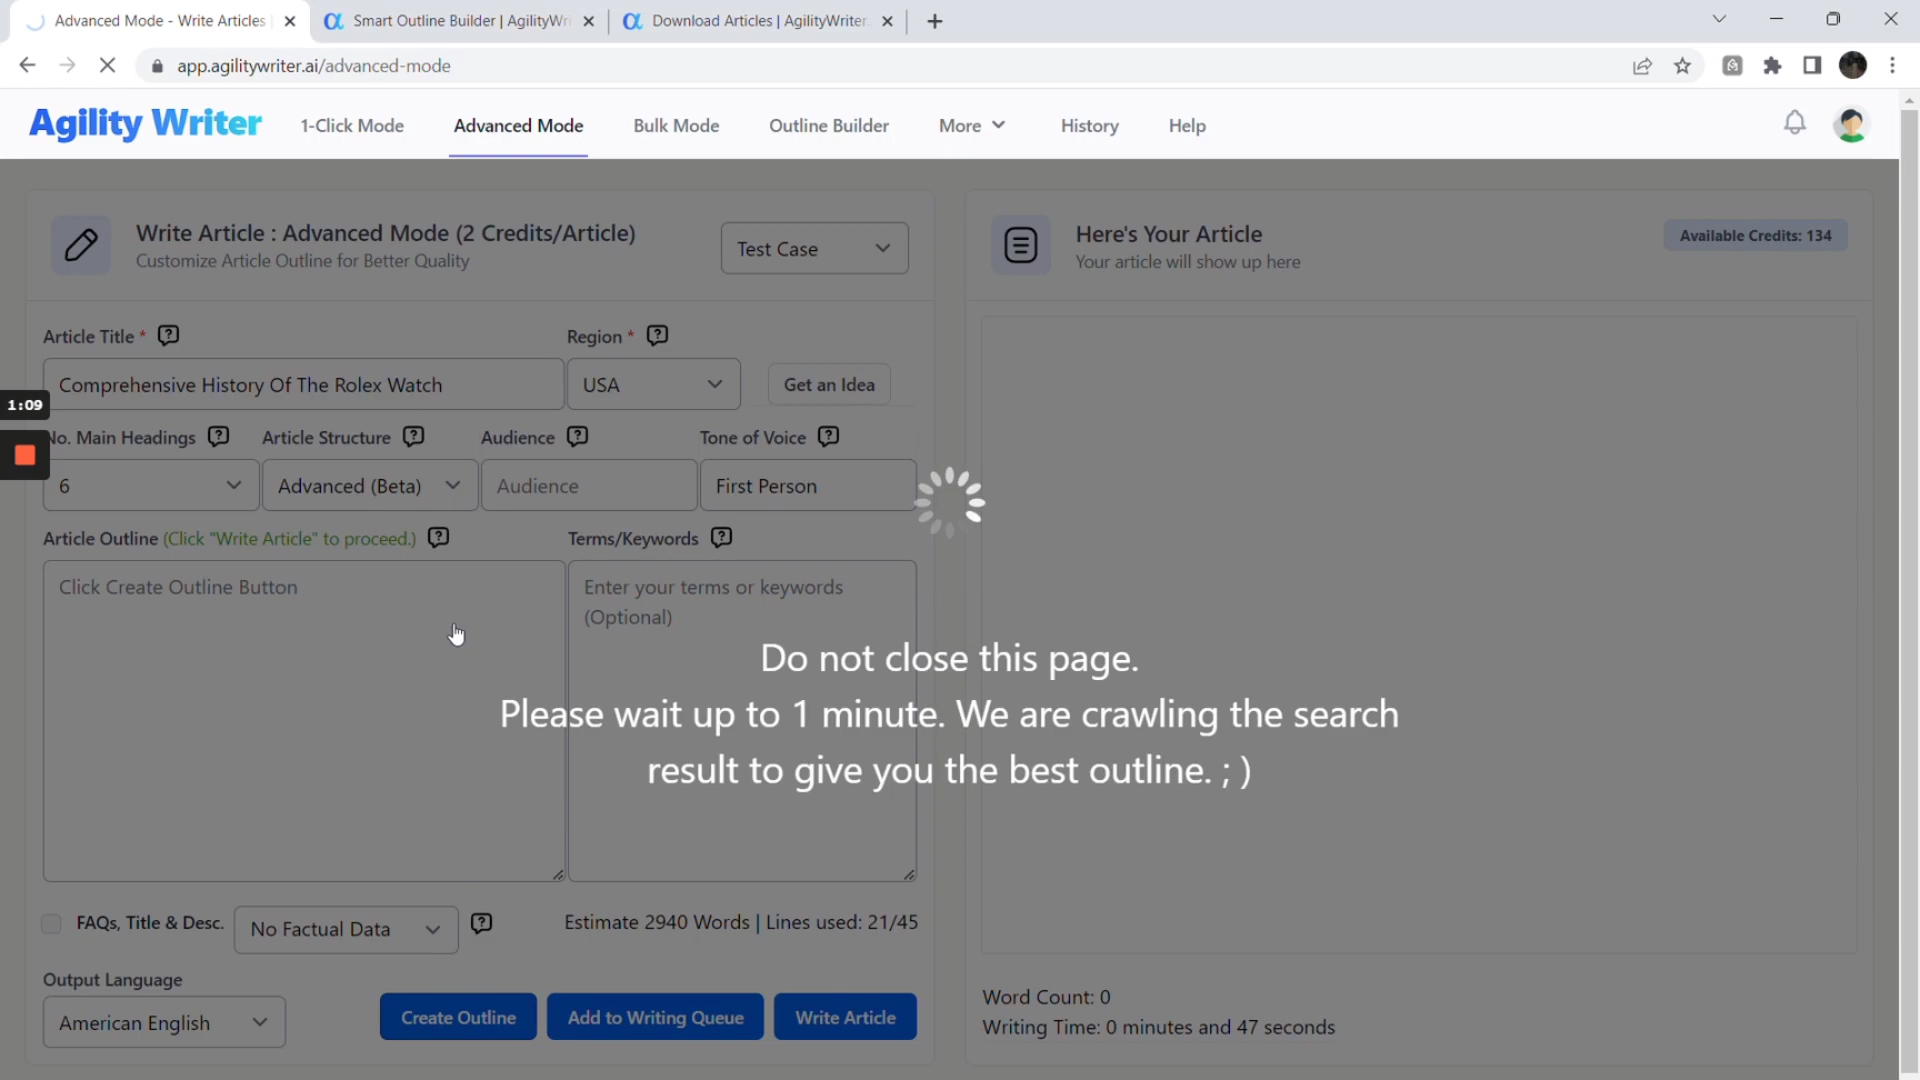 Advanced Mode - Write Articles
Smart Outline Builder | AgilityWri
Download Articles | AgilityWriter.
app.agilitywriter.ai/advanced-mode
Agility Writer
1-Click Mode
Advanced Mode
Bulk Mode
Outline Builder
More
History
Help
Write Article : Advanced Mode (2 Credits/Article)
Customize Article Outline for Better Quality
Test Case
Here's Your Article
Your article will show up here
Available Credits: 134
Article Title *
Region *
Comprehensive History Of The Rolex Watch
USA
Get an Idea
1:09
No. Main Headings
Article Structure
Audience
Tone of Voice
6
Advanced (Beta)
Audience
First Person
Article Outline (Click "Write Article" to proceed.)
Terms/Keywords
Click Create Outline Button
Enter your terms or keywords
(Optional)
Do not close this page.
Please wait up to 1 minute. We are crawling the search
result to give you the best outline. ; )
FAQs, Title & Desc.
No Factual Data
Estimate 2940 Words | Lines used: 21/45
Output Language
American English
Create Outline
Add to Writing Queue
Write Article
Word Count: 0
Writing Time: 0 minutes and 47 seconds